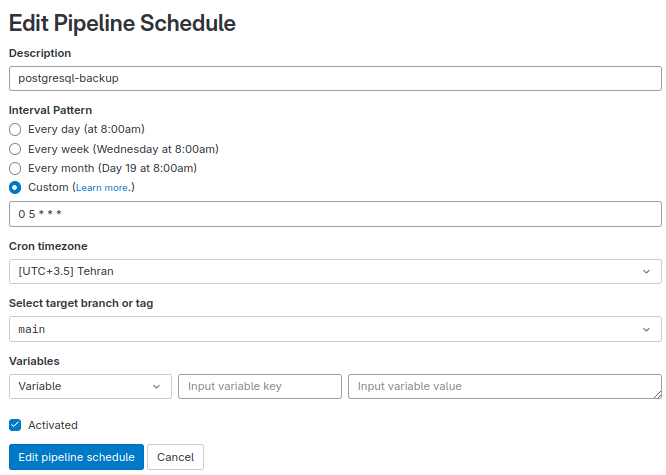 Edit Pipeline Schedule
Description
postgresql-backup
Interval Pattern
Every day (at 8:00am)
Every week (Wednesday at 8:00am)
Every month (Day 19 at 8:00am)
Custom (Learn more.)
0 5 * * *
Cron timezone
[UTC+3.5] Tehran
Select target branch or tag
main
Variables
Variable Input variable key Input variable value
Activated
Edit pipeline schedule Cancel